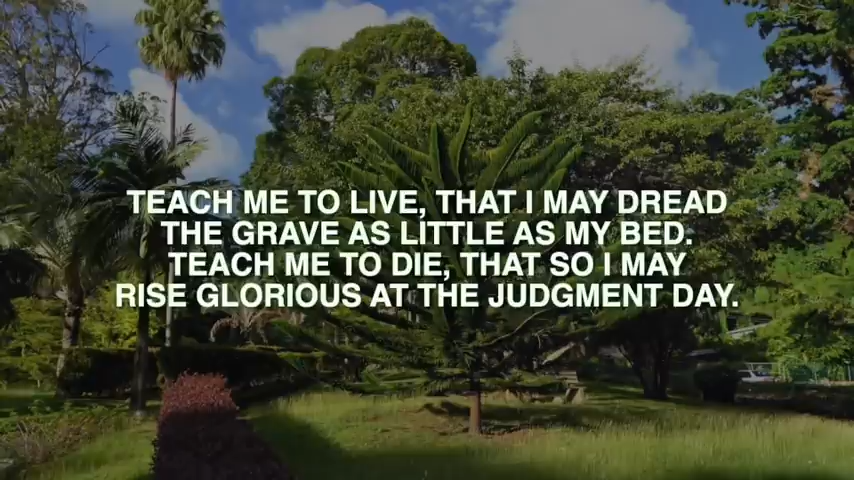 TEACH ME TO LIVE, THAT I MAY DREAD
THE GRAVE AS LITTLE AS MY BED.
TEACH ME TO DIE, THAT SO I MAY
RISE GLORIOUS AT THE JUDGMENT DAY.